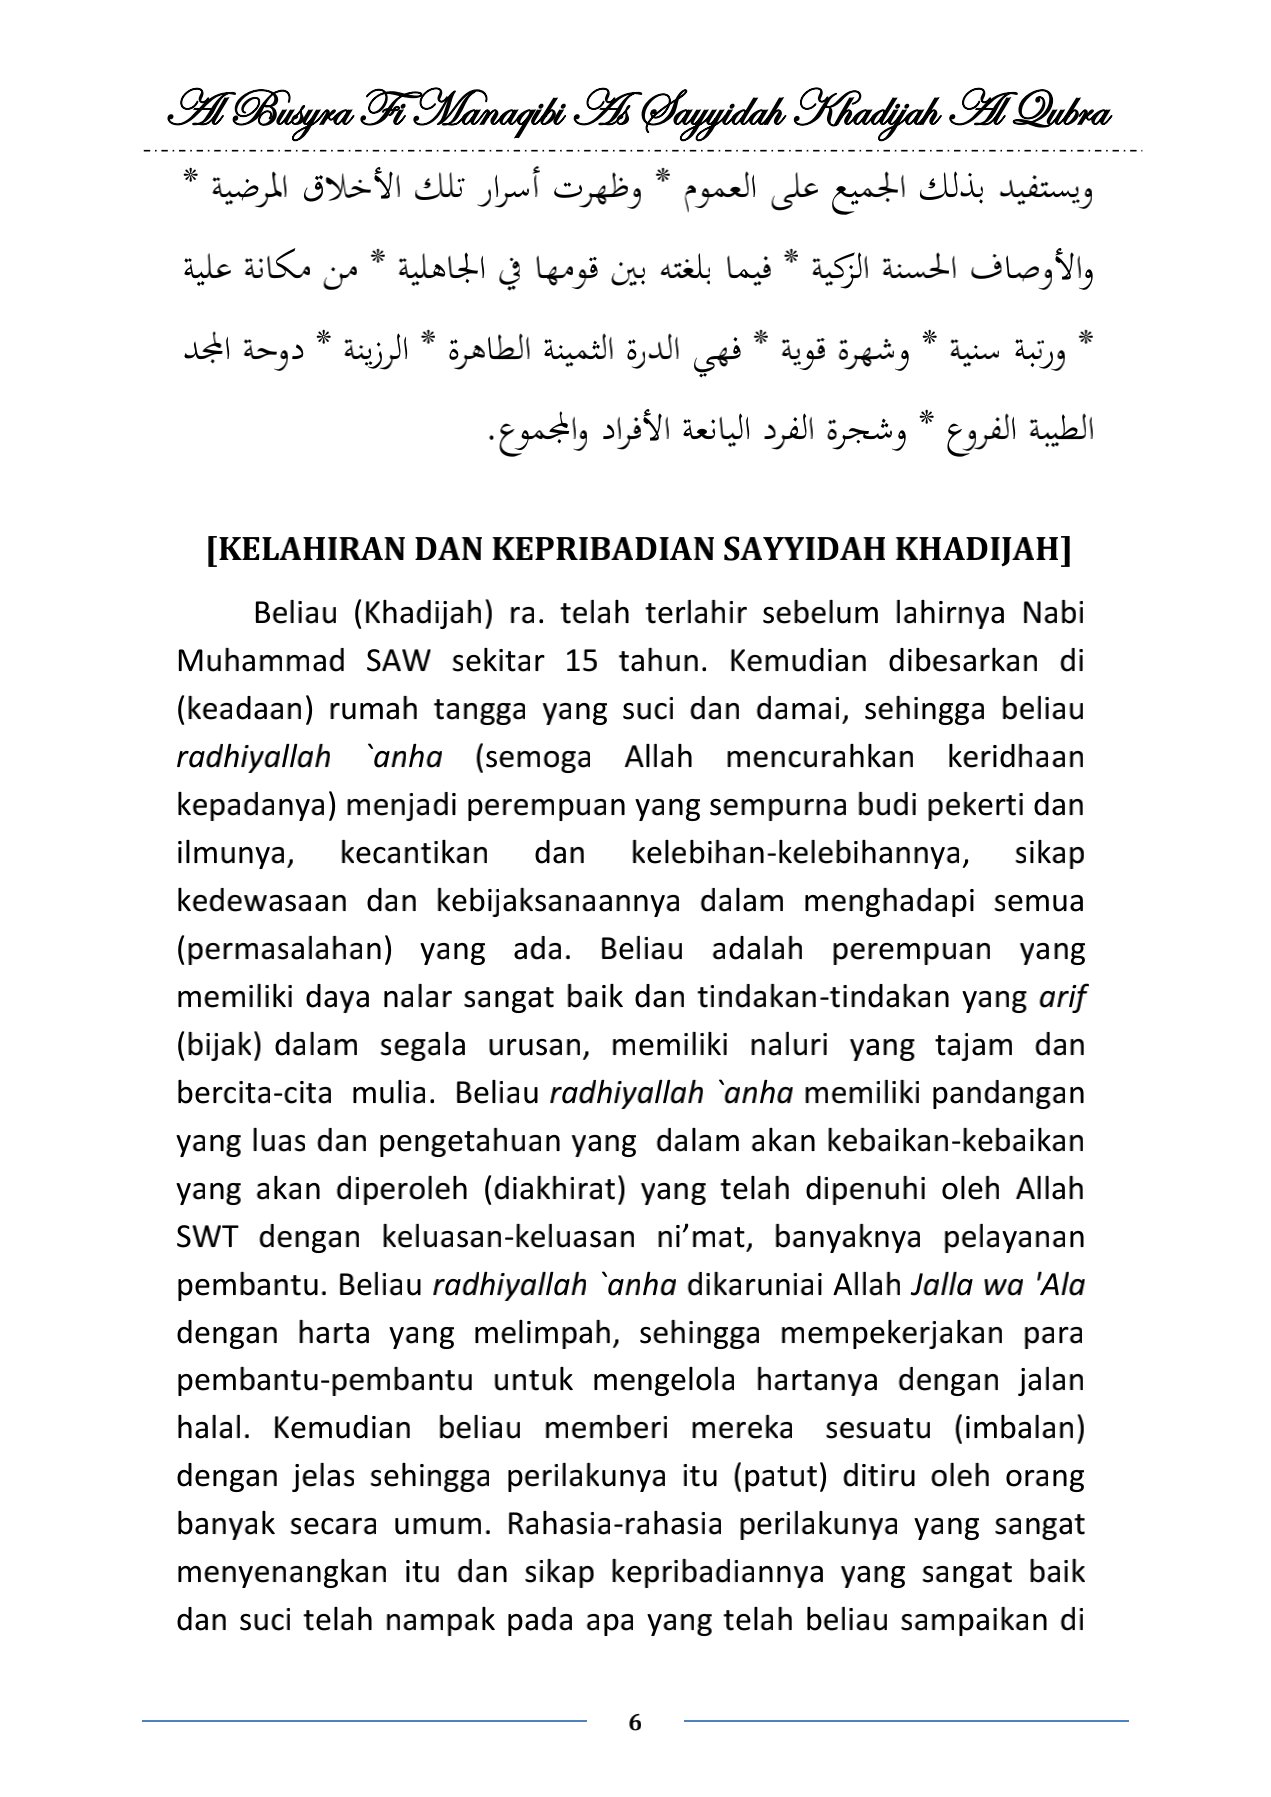 Al Busyra Fi Manaqibi As Sayyidah Khadijah Al Qubra
ويستفيد بذلك الجميع على العموم * وظهرت أسرار تلك الأخلاق المرضية *
والأوصاف الحسنة الزكية * فيما بلغته بين قومها في الجاهلية * من مكانة علية
* ورتبة سنية * وشهرة قوية * فهي الدرة الثمينة الطاهرة * الرزينة * دوحة المجد
الطيبة الفروع * وشجرة الفرد اليانعة الأفراد والمجموع.
[KELAHIRAN DAN KEPRIBADIAN SAYYIDAH KHADIJAH]
Beliau (Khadijah) ra. telah terlahir sebelum lahirnya Nabi
Muhammad SAW sekitar 15 tahun. Kemudian dibesarkan di
(keadaan) rumah tangga yang suci dan damai, sehingga beliau
radhiyallah `anha (semoga Allah mencurahkan keridhaan
kepadanya) menjadi perempuan yang sempurna budi pekerti dan
ilmunya, kecantikan dan kelebihan-kelebihannya, sikap
kedewasaan dan kebijaksanaannya dalam menghadapi semua
(permasalahan) yang ada. Beliau adalah perempuan yang
memiliki daya nalar sangat baik dan tindakan-tindakan yang arif
(bijak) dalam segala urusan, memiliki naluri yang tajam dan
bercita-cita mulia. Beliau radhiyallah `anha memiliki pandangan
yang luas dan pengetahuan yang dalam akan kebaikan-kebaikan
yang akan diperoleh (diakhirat) yang telah dipenuhi oleh Allah
SWT dengan keluasan-keluasan ni’mat, banyaknya pelayanan
pembantu. Beliau radhiyallah `anha dikaruniai Allah Jalla wa 'Ala
dengan harta yang melimpah, sehingga mempekerjakan para
pembantu-pembantu untuk mengelola hartanya dengan jalan
halal. Kemudian beliau memberi mereka sesuatu (imbalan)
dengan jelas sehingga perilakunya itu (patut) ditiru oleh orang
banyak secara umum. Rahasia-rahasia perilakunya yang sangat
menyenangkan itu dan sikap kepribadiannya yang sangat baik
dan suci telah nampak pada apa yang telah beliau sampaikan di
6